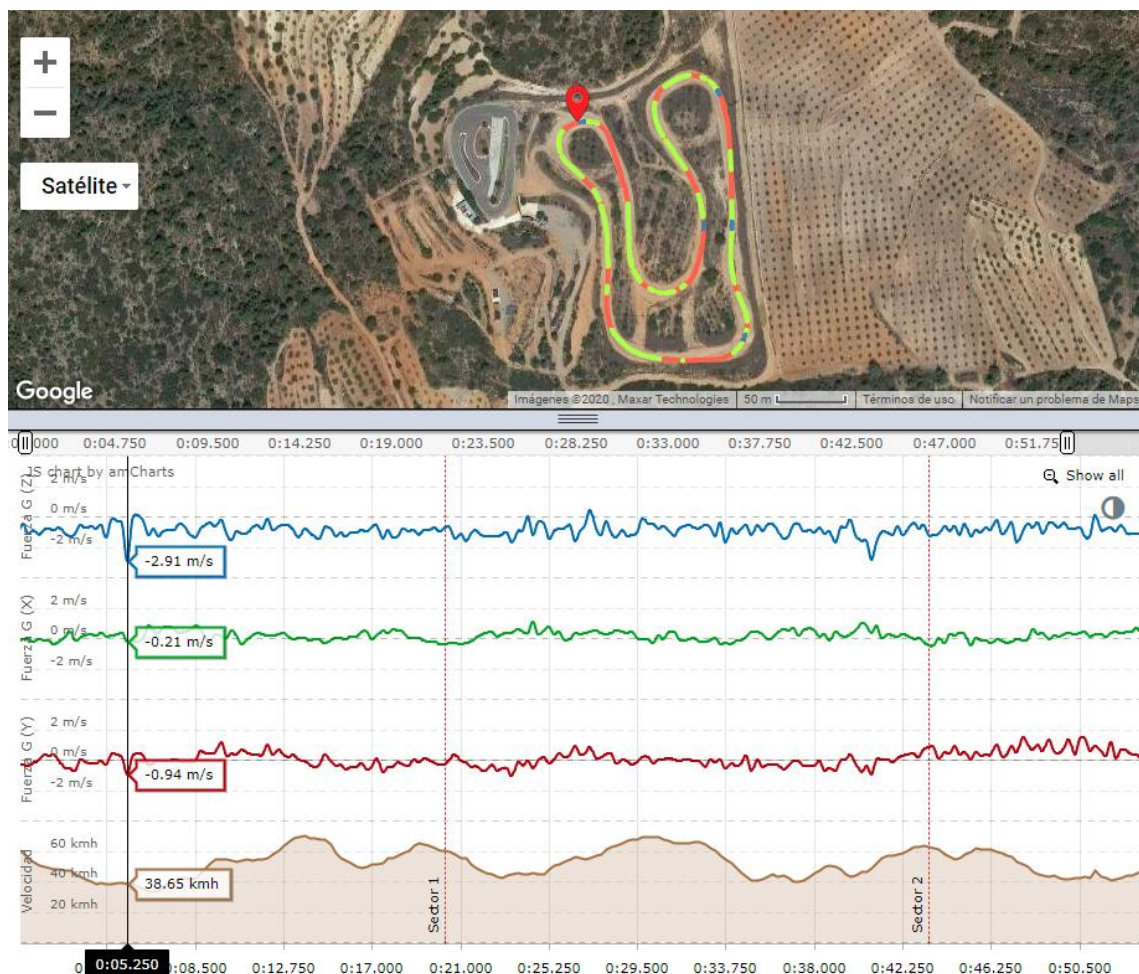 +
−
Satélite
Google
Imágenes ©2020 , Maxar Technologies 50 m Términos de uso Notificar un problema de Maps
0:04.750 0:09.500 0:14.250 0:19.000 0:23.500 0:28.250 0:33.000 0:37.750 0:42.500 0:47.000 0:51.75
JS chart by amCharts
Show all
Fuerza G (Z)
2 m/s
0 m/s
-2 m/s
-2.91 m/s
Fuerza G (X)
2 m/s
0 m/s
-2 m/s
-0.21 m/s
Fuerza G (Y)
2 m/s
0 m/s
-2 m/s
-0.94 m/s
Velocidad
60 kmh
40 kmh
20 kmh
38.65 kmh
Sector 1
Sector 2
0:05.250 0:08.500 0:12.750 0:17.000 0:21.000 0:25.250 0:29.500 0:33.750 0:38.000 0:42.250 0:46.250 0:50.500